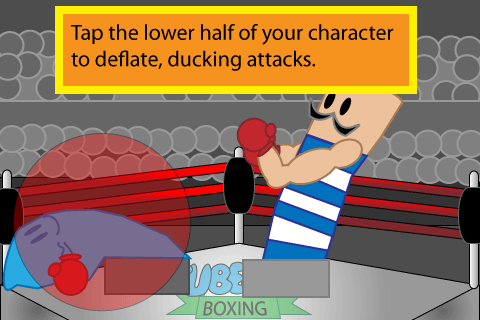 Tap the lower half of your character
to deflate, ducking attacks.
BOXING